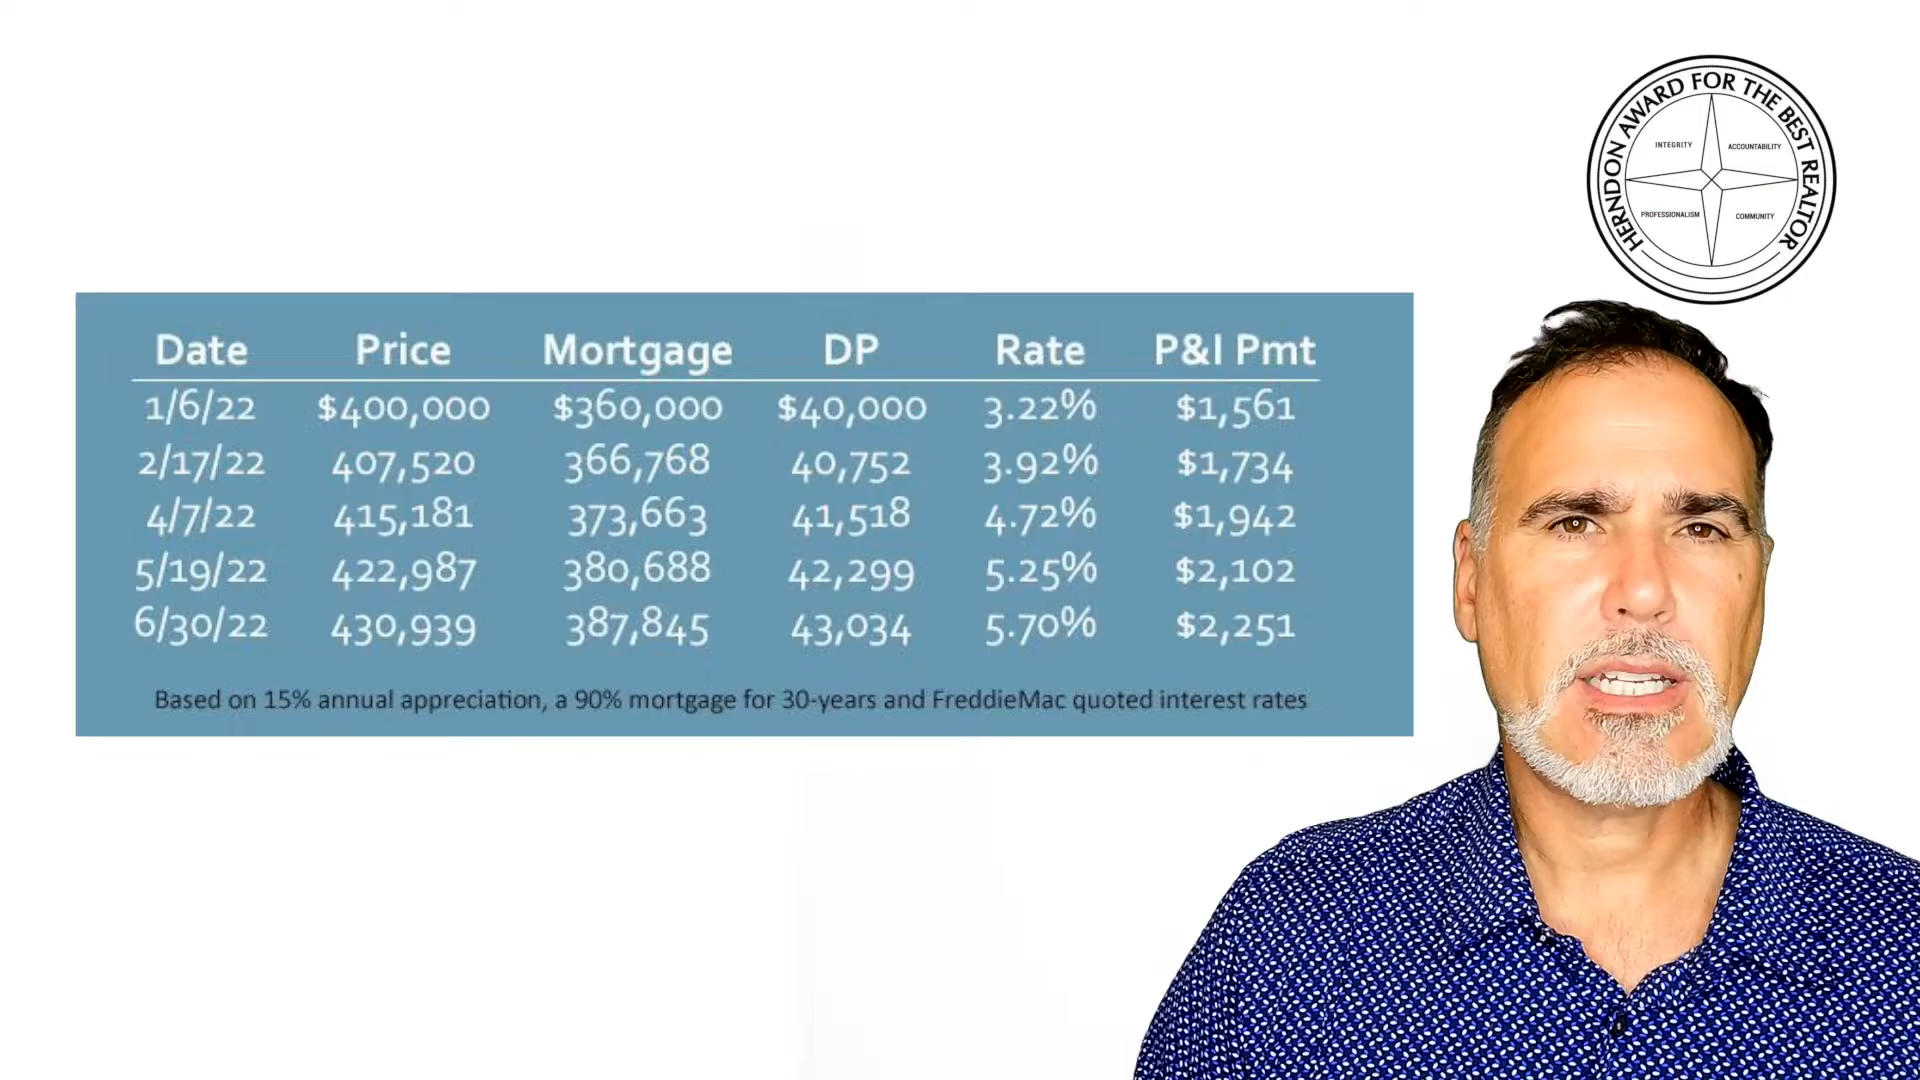 HERNDON AWARD FOR THE BEST REALTOR
INTEGRITY ACCOUNTABILITY
PROFESSIONALISM COMMUNITY
Date Price Mortgage DP Rate P&I Pmt
1/6/22 $400,000 $360,000 $40,000 3.22% $1,561
2/17/22 407,520 366,768 40,752 3.92% $1,734
4/7/22 415,181 373,663 41,518 4.72% $1,942
5/19/22 422,987 380,688 42,299 5.25% $2,102
6/30/22 430,939 387,845 43,034 5.70% $2,251
Based on 15% annual appreciation, a 90% mortgage for 30-years and FreddieMac quoted interest rates